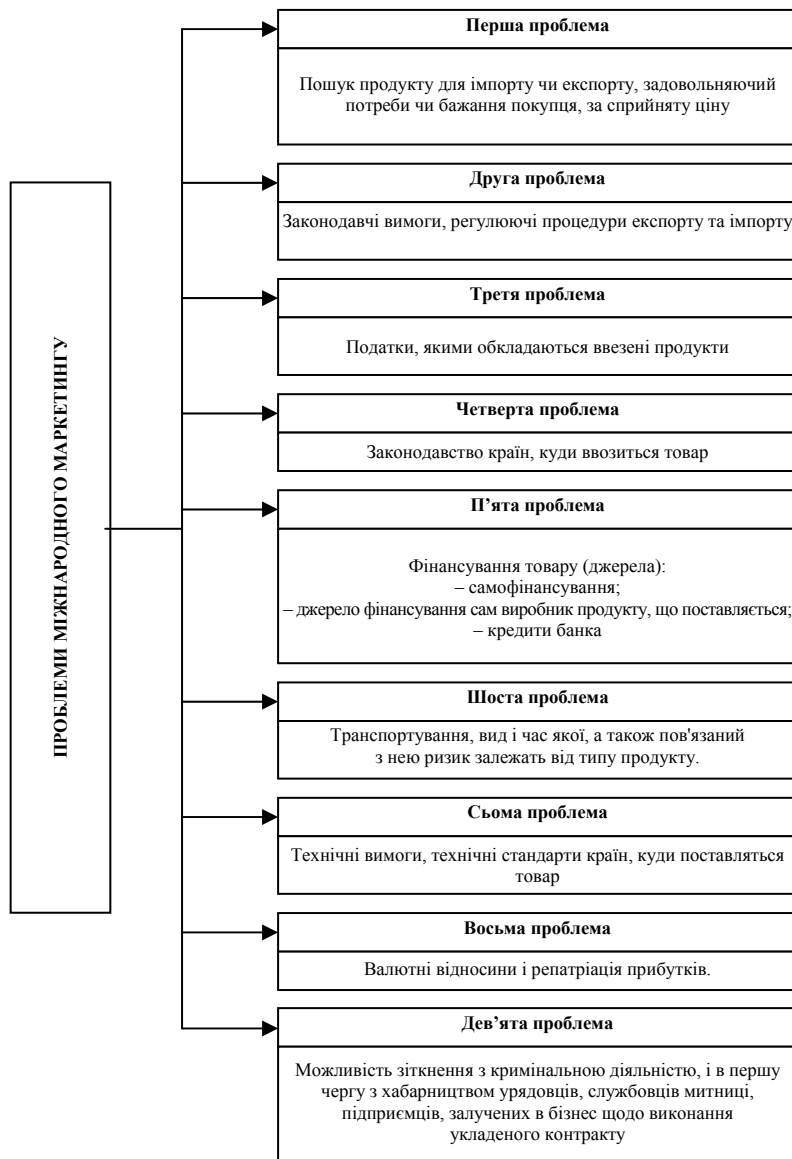 ПРОБЛЕМИ МІЖНАРОДНОГО МАРКЕТИНГУ
Перша проблема
Пошук продукту для імпорту чи експорту, задовольняючий
потреби чи бажання покупця, за сприйняту ціну
Друга проблема
Законодавчі вимоги, регулюючі процедури експорту та імпорту
Третя проблема
Податки, якими обкладаються ввезені продукти
Четверта проблема
Законодавство країн, куди ввозиться товар
П’ята проблема
Фінансування товару (джерела):
– самофінансування;
– джерело фінансування сам виробник продукту, що поставляється;
– кредити банка
Шоста проблема
Транспортування, вид і час якої, а також пов'язаний
з нею ризик залежать від типу продукту.
Сьома проблема
Технічні вимоги, технічні стандарти країн, куди поставляться
товар
Восьма проблема
Валютні відносини і репатріація прибутків.
Дев’ята проблема
Можливість зіткнення з кримінальною діяльністю, і в першу
чергу з хабарництвом урядовців, службовців митниці,
підприємців, залучених в бізнес щодо виконання
укладеного контракту